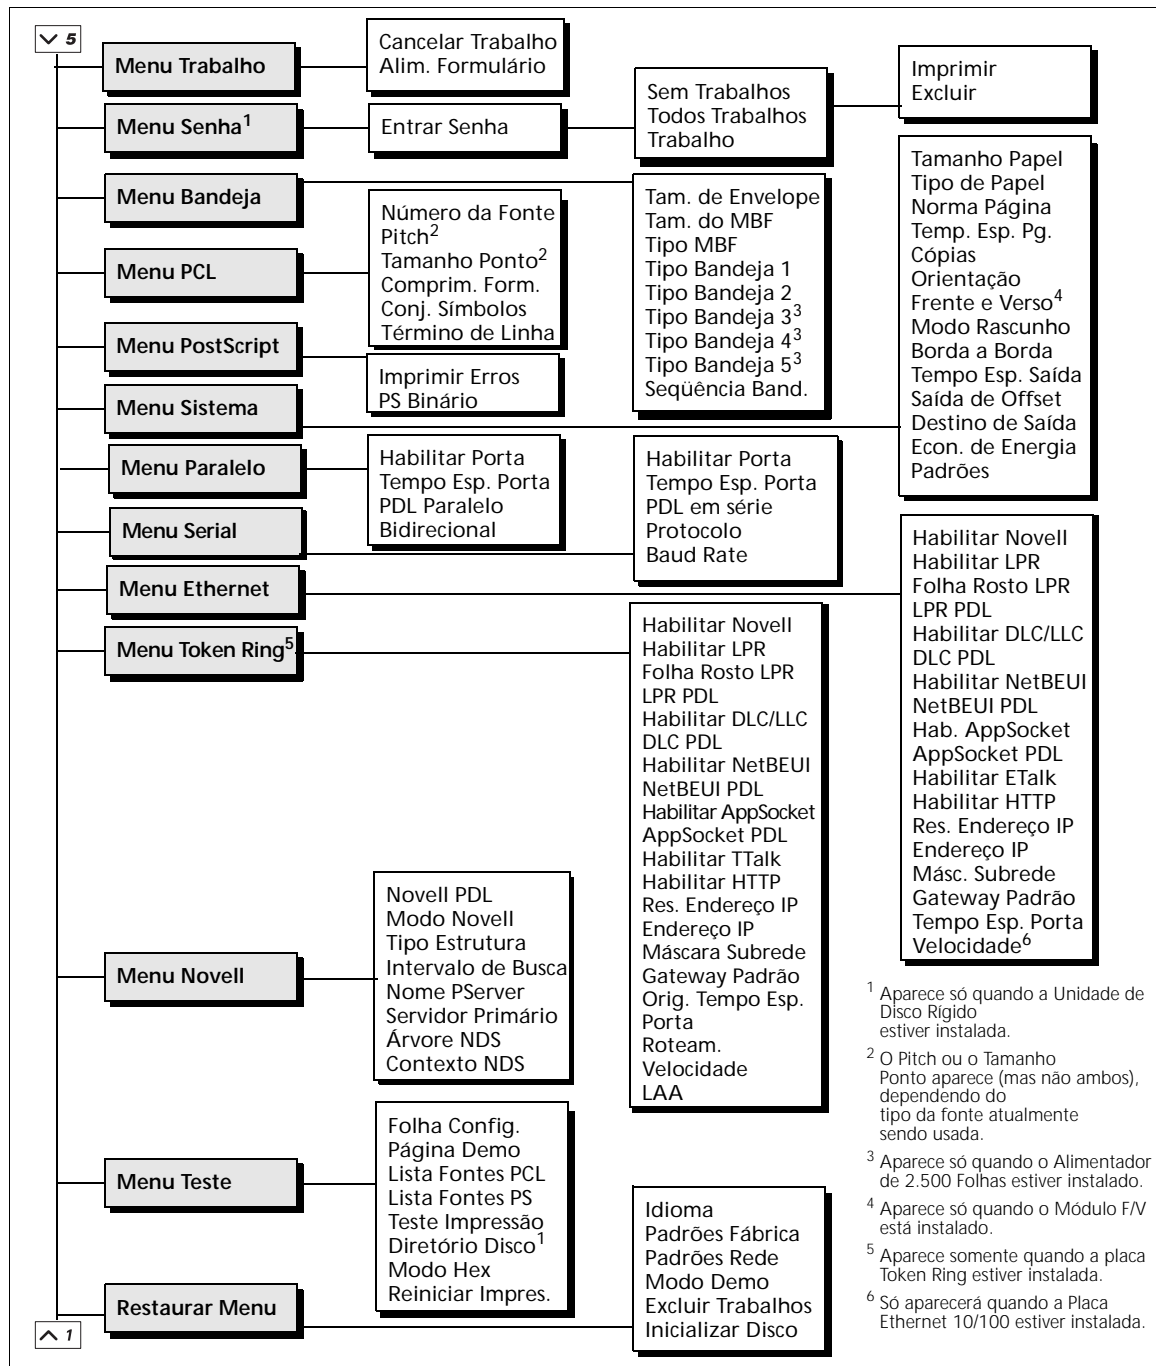 5
Menu Trabalho
Cancelar Trabalho
Alim. Formulário
Menu Senha1
Entrar Senha
Sem Trabalhos
Todos Trabalhos
Trabalho
Imprimir
Excluir
Menu Bandeja
Tam. de Envelope
Tam. do MBF
Tipo MBF
Tipo Bandeja 1
Tipo Bandeja 2
Tipo Bandeja 33
Tipo Bandeja 43
Tipo Bandeja 53
Seqüência Band.
Menu PCL
Número da Fonte
Pitch2
Tamanho Ponto2
Comprim. Form.
Conj. Símbolos
Término de Linha
Menu PostScript
Imprimir Erros
PS Binário
Menu Sistema
Tamanho Papel
Tipo de Papel
Norma Página
Temp. Esp. Pg.
Cópias
Orientação
Frente e Verso4
Modo Rascunho
Borda a Borda
Tempo Esp. Saída
Saída de Offset
Destino de Saída
Econ. de Energia
Padrões
Menu Paralelo
Habilitar Porta
Tempo Esp. Porta
PDL Paralelo
Bidirecional
Menu Serial
Habilitar Porta
Tempo Esp. Porta
PDL em série
Protocolo
Baud Rate
Menu Ethernet
Habilitar Novell
Habilitar LPR
Folha Rosto LPR
LPR PDL
Habilitar DLC/LLC
DLC PDL
Habilitar NetBEUI
NetBEUI PDL
Hab. AppSocket
AppSocket PDL
Habilitar ETalk
Habilitar HTTP
Res. Endereço IP
Endereço IP
Másc. Subrede
Gateway Padrão
Tempo Esp. Porta
Velocidade6
Menu Token Ring5
Habilitar Novell
Habilitar LPR
Folha Rosto LPR
LPR PDL
Habilitar DLC/LLC
DLC PDL
Habilitar NetBEUI
NetBEUI PDL
Habilitar AppSocket
AppSocket PDL
Habilitar TTalk
Habilitar HTTP
Res. Endereço IP
Endereço IP
Máscara Subrede
Gateway Padrão
Orig. Tempo Esp.
Porta
Roteam.
Velocidade
LAA
Menu Novell
Novell PDL
Modo Novell
Tipo Estrutura
Intervalo de Busca
Nome PServer
Servidor Primário
Árvore NDS
Contexto NDS
Menu Teste
Folha Config.
Página Demo
Lista Fontes PCL
Lista Fontes PS
Teste Impressão
Diretório Disco1
Modo Hex
Reiniciar Impres.
Restaurar Menu
Idioma
Padrões Fábrica
Padrões Rede
Modo Demo
Excluir Trabalhos
Inicializar Disco
1
1 Aparece só quando a Unidade de
Disco Rígido
estiver instalada.
2 O Pitch ou o Tamanho
Ponto aparece (mas não ambos),
dependendo do
tipo da fonte atualmente
sendo usada.
3 Aparece só quando o Alimentador
de 2.500 Folhas estiver instalado.
4 Aparece só quando o Módulo F/V
está instalado.
5 Aparece somente quando a placa
Token Ring estiver instalada.
6 Só aparecerá quando a Placa
Ethernet 10/100 estiver instalada.